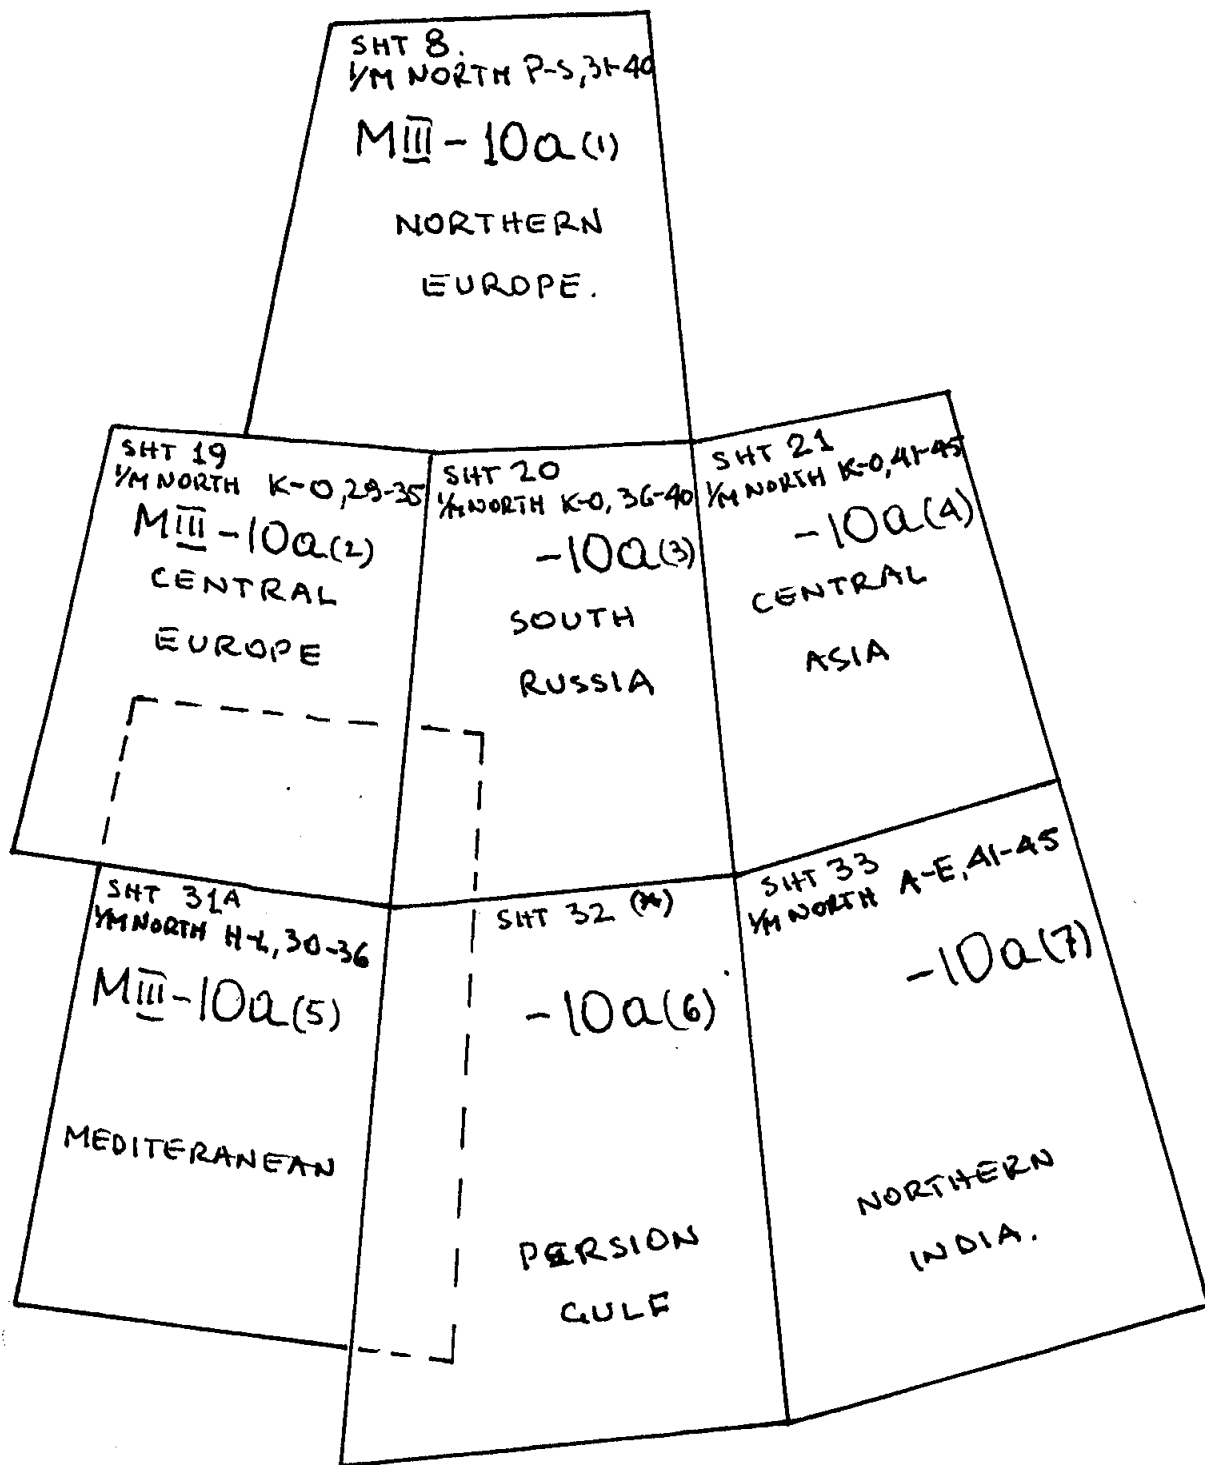 SHT 8.
1/M NORTH P-S, 31-40
MIII - 10a (1)
NORTHERN
EUROPE.
SHT 19
1/M NORTH K-O, 29-35
MIII - 10a (2)
CENTRAL
EUROPE
SHT 20
1/M NORTH K-O, 36-40
- 10a (3)
SOUTH
RUSSIA
SHT 21
1/M NORTH K-O, 41-45
- 10a (4)
CENTRAL
ASIA
SHT 31A
1/M NORTH 30-36
MIII - 10a (5)
MEDITERANEAN
SHT 32
- 10a (6)
PERSION
GULF
SHT 33
1/M NORTH A-E, 41-45
- 10a (7)
NORTHERN
INDIA.